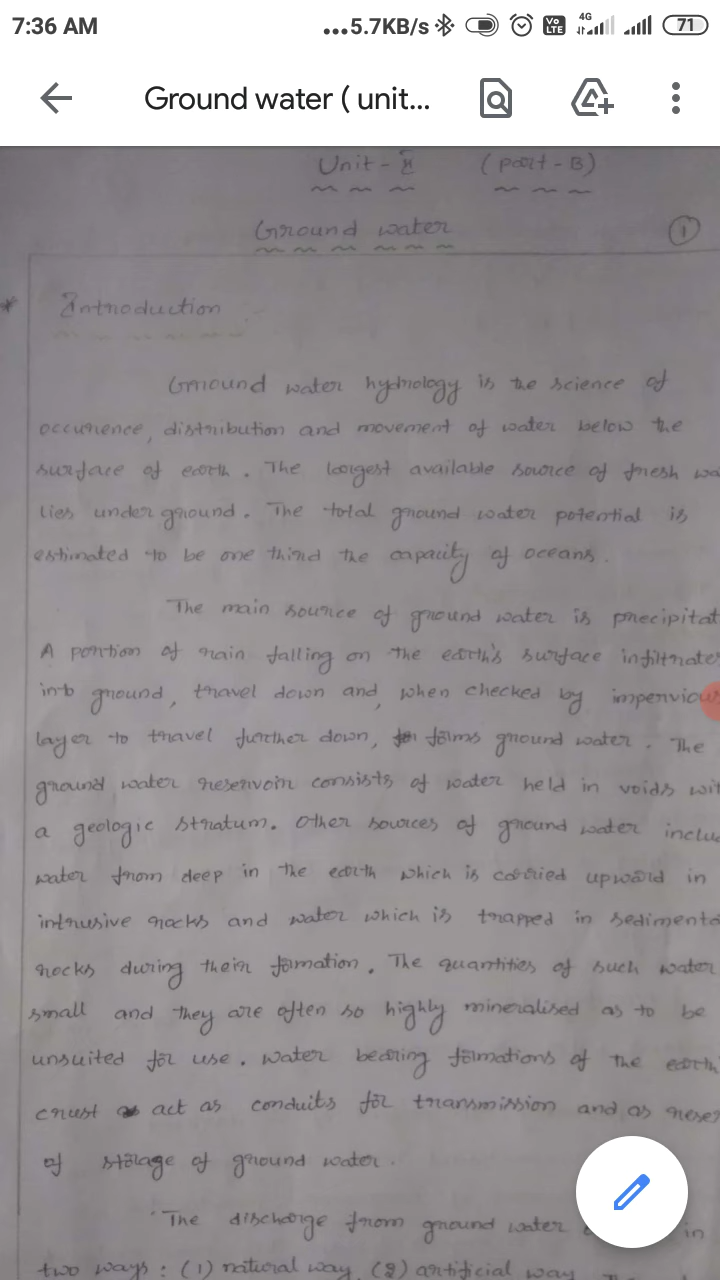 7:36 AM
...5.7KB/s
Vo LTE
4G
71
Ground water ( unit...
Unit - (part - B)
Ground water
1
* Introduction
Ground water hydrology is the science of
occurrence, distribution and movement of water below the
surface of earth. The largest available source of fresh wa
lies under ground. The total ground water potential is
estimated to be one third the capacity of oceans.
The main source of ground water is precipitat
A portion of rain falling on the earth's surface infiltrates
into ground, travel down and, when checked by impervious
layer to travel further down, forms ground water. The
ground water reservoir consists of water held in voids wit
a geologic stratum. Other sources of ground water inclu
water from deep in the earth which is carried upward in
intrusive rocks and water which is trapped in sedimenta
rocks during their formation. The quantities of such water
small and they are often so highly mineralised as to be
unsuited for use. Water bearing formations of the earth
crust act as conduits for transmission and as reser
of storage of ground water.
The discharge from ground water in
two ways : (1) natural way (2) artificial way